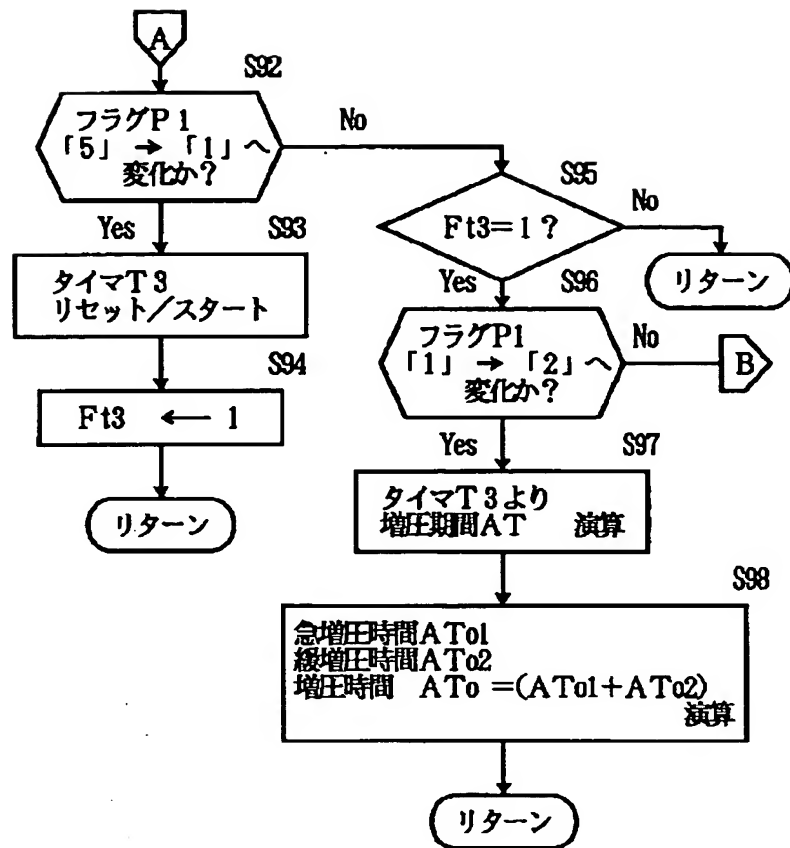 A
S92
フラグP1
「5」→「1」へ
変化か?
No
Yes
S93
タイマT3
リセット/スタート
S94
Ft3 ← 1
リターン
S95
Ft3=1?
No
リターン
Yes
S96
フラグP1
「1」→「2」へ
変化か?
No
B
Yes
S97
タイマT3より
増圧期間AT 演算
S98
急増圧時間ATo1
緩増圧時間ATo2
増圧時間 ATo =(ATo1+ATo2)
演算
リターン